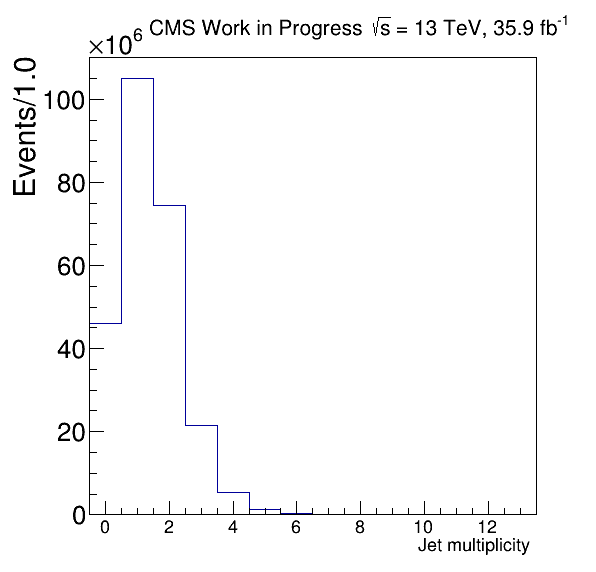 ×10⁶ CMS Work in Progress √s = 13 TeV, 35.9 fb⁻¹
Events/1.0
100
80
60
40
20
0
0 2 4 6 8 10 12
Jet multiplicity